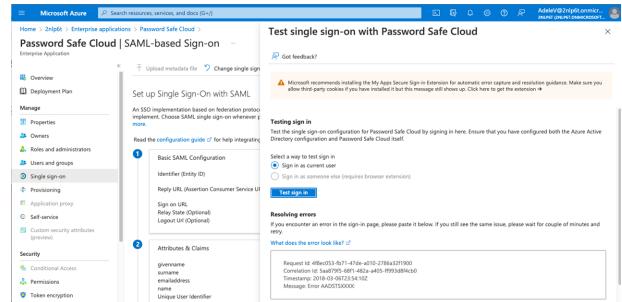 Microsoft Azure
Search resources, services, and docs (G+/)
AdeleV@2nlp6t.onmicr...
Home > 2nlp6t > Enterprise applications > Password Safe Cloud >
Password Safe Cloud | SAML-based Sign-on ...
Enterprise Application
Overview
Deployment Plan
Manage
Properties
Owners
Roles and administrators
Users and groups
Single sign-on
Provisioning
Application proxy
Self-service
Custom security attributes
(preview)
Security
Conditional Access
Permissions
Token encryption
Upload metadata file
Change single sign
Set up Single Sign-On with SAML
An SSO implementation based on federation protoco
implement. Choose SAML single sign-on whenever p
more.
Read the configuration guide for help integrating
1
Basic SAML Configuration
Identifier (Entity ID)
Reply URL (Assertion Consumer Service UR
Sign on URL
Relay State (Optional)
Logout Url (Optional)
2
Attributes & Claims
givenname
surname
emailaddress
name
Unique User Identifier
Test single sign-on with Password Safe Cloud
Got feedback?
Microsoft recommends installing the My Apps Secure Sign-in Extension for automatic error capture and resolution guidance. Make sure you
allow third-party cookies if you have installed it but this message still shows up. Click here to get the extension →
Testing sign in
Test the single sign-on configuration for Password Safe Cloud by signing in here. Ensure that you have configured both the Azure Active
Directory configuration and Password Safe Cloud itself.
Select a way to test sign in
Sign in as current user
Sign in as someone else (requires browser extension)
Test sign in
Resolving errors
If you encounter an error in the sign-in page, please paste it below. If you still see the same issue, please wait for couple of minutes and
retry.
What does the error look like?
Request Id: 4f8ec053-fb71-47de-a010-2786a32f1900
Correlation Id: 5aa879f5-68f1-482a-a405-ff993d8f4cb0
Timestamp: 2018-03-06T23:54:10Z
Message: Error AADSTSXXXX: